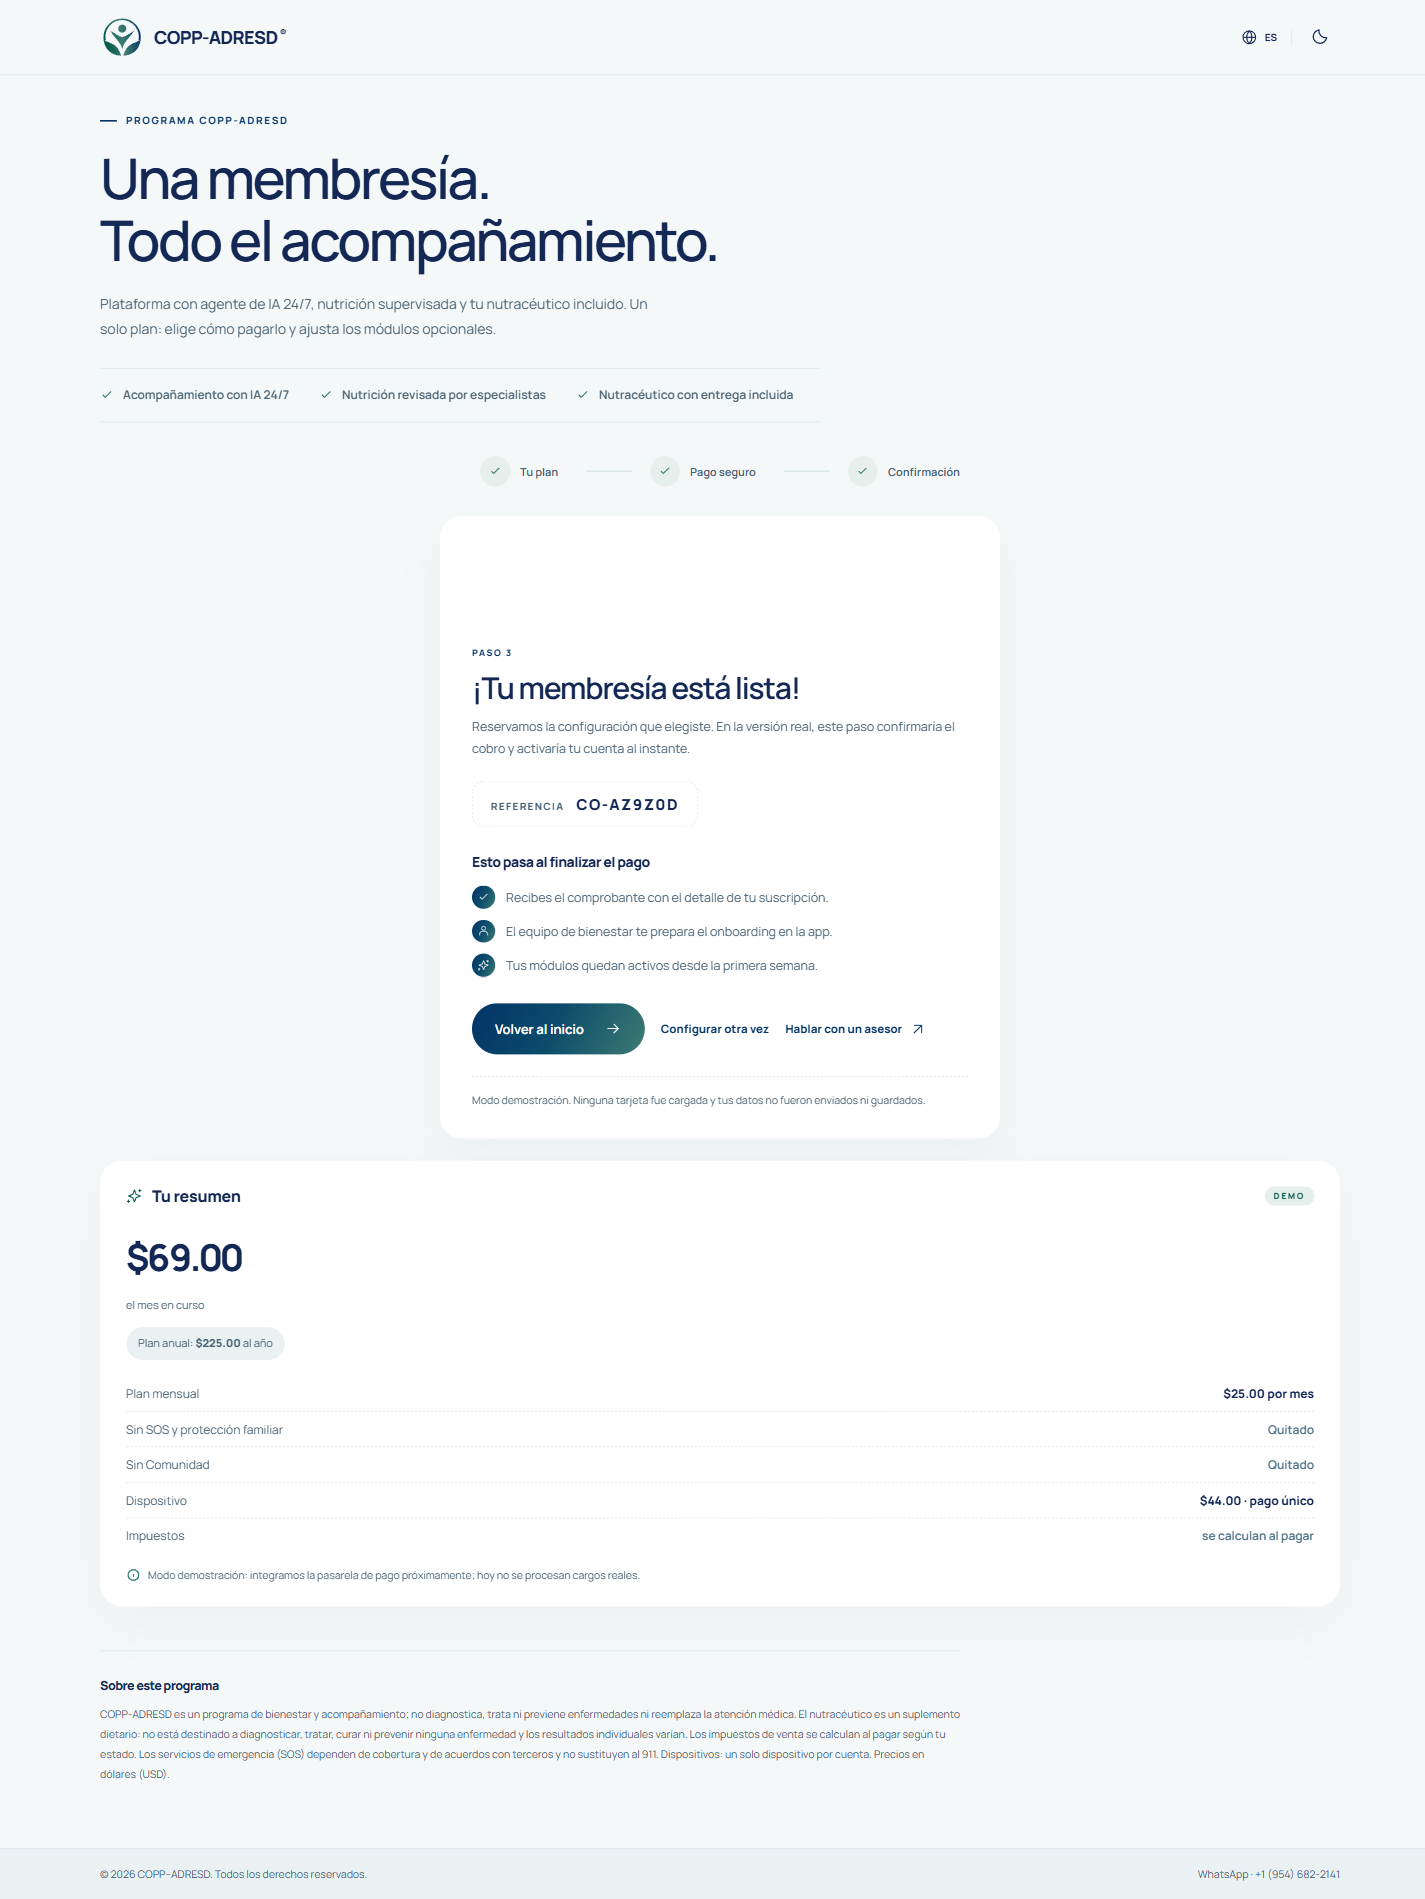 COPP-ADRESD®
ES
PROGRAMA COPP-ADRESD
Una membresía.
Todo el acompañamiento.
Plataforma con agente de IA 24/7, nutrición supervisada y tu nutracéutico incluido. Un
solo plan: elige cómo pagarlo y ajusta los módulos opcionales.
Acompañamiento con IA 24/7
Nutrición revisada por especialistas
Nutracéutico con entrega incluida
Tu plan
Pago seguro
Confirmación
PASO 3
¡Tu membresía está lista!
Reservamos la configuración que elegiste. En la versión real, este paso confirmaría el
cobro y activaría tu cuenta al instante.
REFERENCIA CO-AZ9Z0D
Esto pasa al finalizar el pago
Recibes el comprobante con el detalle de tu suscripción.
El equipo de bienestar te prepara el onboarding en la app.
Tus módulos quedan activos desde la primera semana.
Volver al inicio
Configurar otra vez
Hablar con un asesor
Modo demostración. Ninguna tarjeta fue cargada y tus datos no fueron enviados ni guardados.
Tu resumen
DEMO
$69.00
el mes en curso
Plan anual: $225.00 al año
Plan mensual
$25.00 por mes
Sin SOS y protección familiar
Quitado
Sin Comunidad
Quitado
Dispositivo
$44.00 · pago único
Impuestos
se calculan al pagar
Modo demostración: integramos la pasarela de pago próximamente; hoy no se procesan cargos reales.
Sobre este programa
COPP-ADRESD es un programa de bienestar y acompañamiento; no diagnostica, trata ni previene enfermedades ni reemplaza la atención médica. El nutracéutico es un suplemento
dietario: no está destinado a diagnosticar, tratar, curar ni prevenir ninguna enfermedad y los resultados individuales varían. Los impuestos de venta se calculan al pagar según tu
estado. Los servicios de emergencia (SOS) dependen de cobertura y de acuerdos con terceros y no sustituyen al 911. Dispositivos: un solo dispositivo por cuenta. Precios en
dólares (USD).
© 2026 COPP-ADRESD. Todos los derechos reservados.
WhatsApp · +1 (954) 682-2141